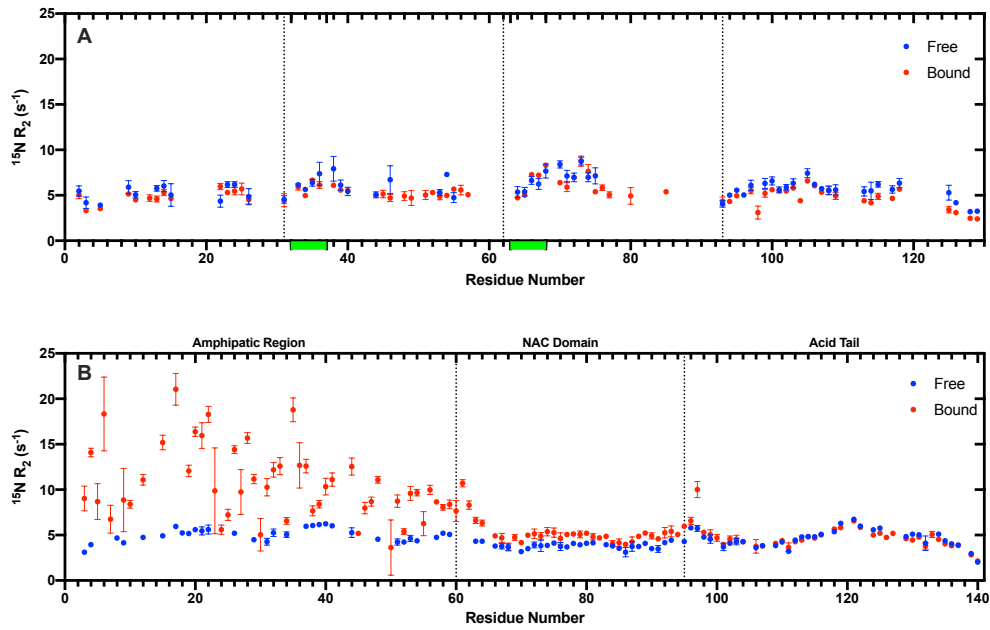 25
20
15
10
5
0
¹⁵N R₂ (s⁻¹)
A
Free
Bound
0 20 40 60 80 100 120
Residue Number
Amphipatic Region NAC Domain Acid Tail
25
20
15
10
5
0
¹⁵N R₂ (s⁻¹)
B
Free
Bound
0 20 40 60 80 100 120 140
Residue Number